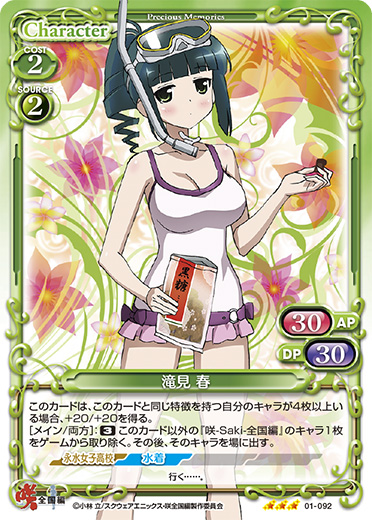 Precious Memories
Character
COST
2
SOURCE
2
黒糖
30 AP
DP 30
滝見 春
このカードは、このカードと同じ特徴を持つ自分のキャラが4枚以上い
る場合、+20/+20を得る。
[メイン/両方]:3 このカード以外の『咲-Saki-全国編』のキャラ1枚
をゲームから取り除く。その後、そのキャラを場に出す。
永水女子高校 水着
行く……。
咲 全国編 ©小林 立/スクウェアエニックス・咲全国編製作委員会 ★★★ 01-092